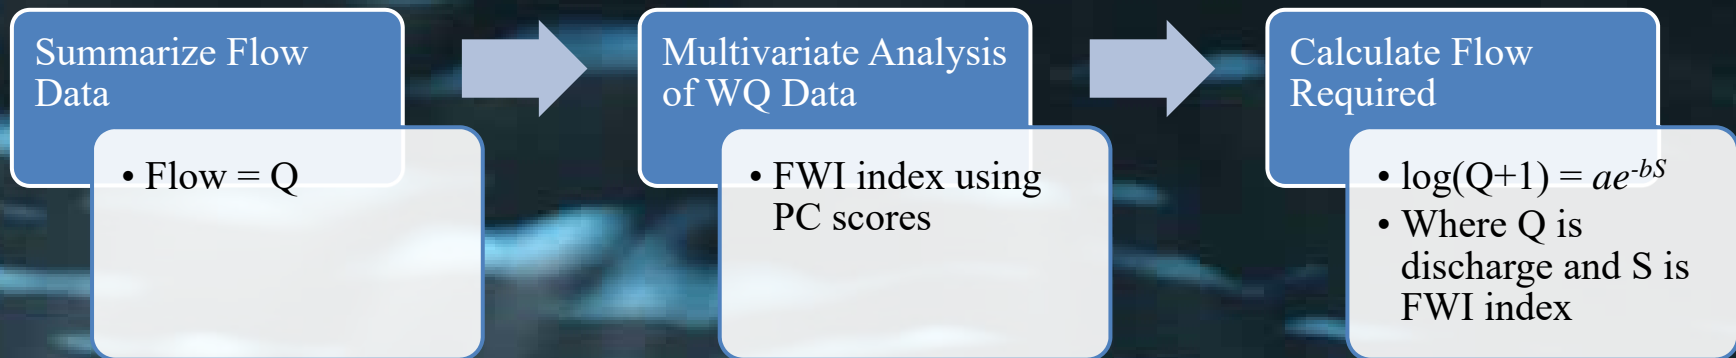 Summarize Flow
Data
• Flow = Q
Multivariate Analysis
of WQ Data
• FWI index using
PC scores
Calculate Flow
Required
• log(Q+1) = ae^-bS
• Where Q is
discharge and S is
FWI index